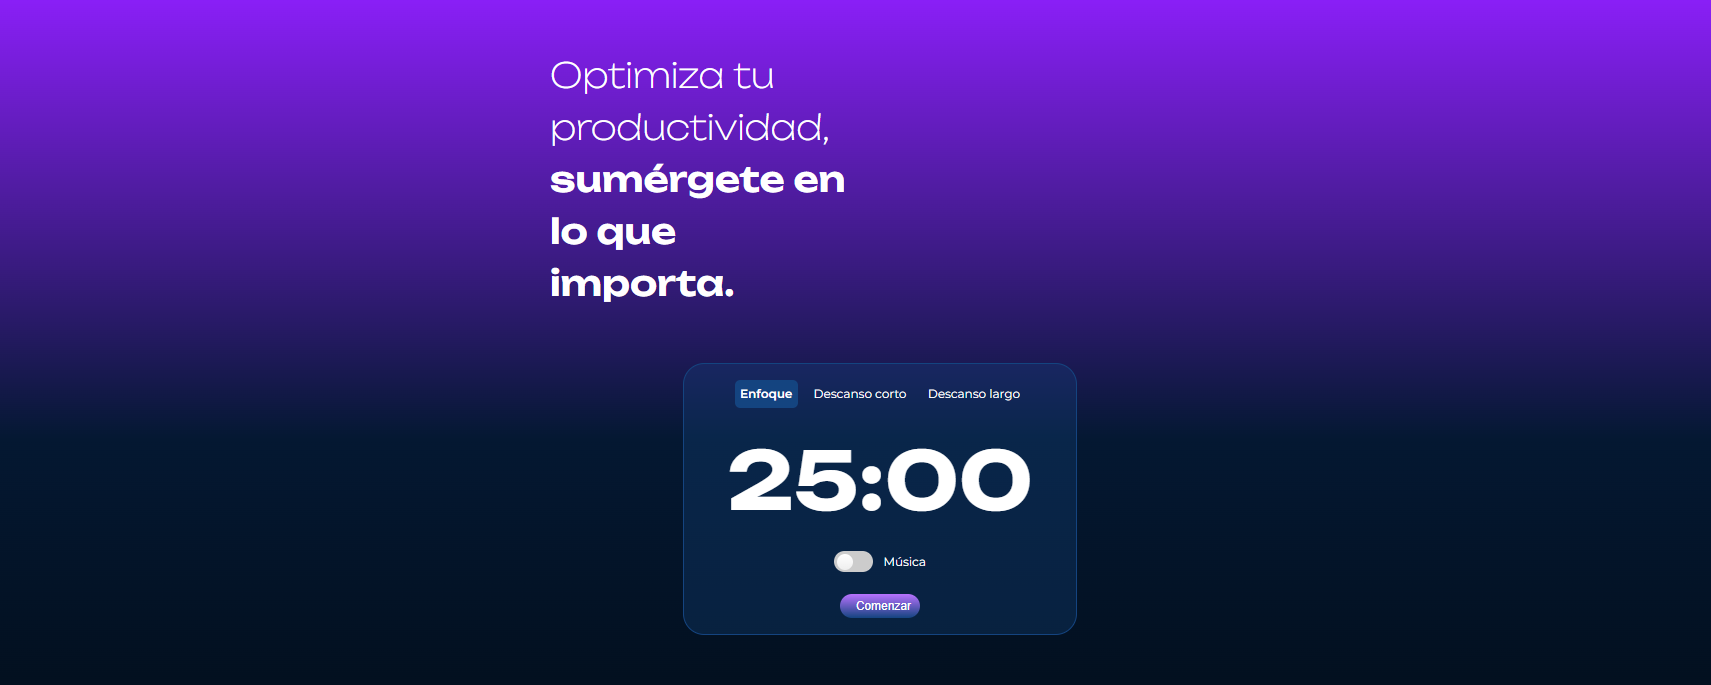 Optimiza tu
productividad,
sumérgete en
lo que
importa.
Enfoque Descanso corto Descanso largo
25:00
Música
Comenzar